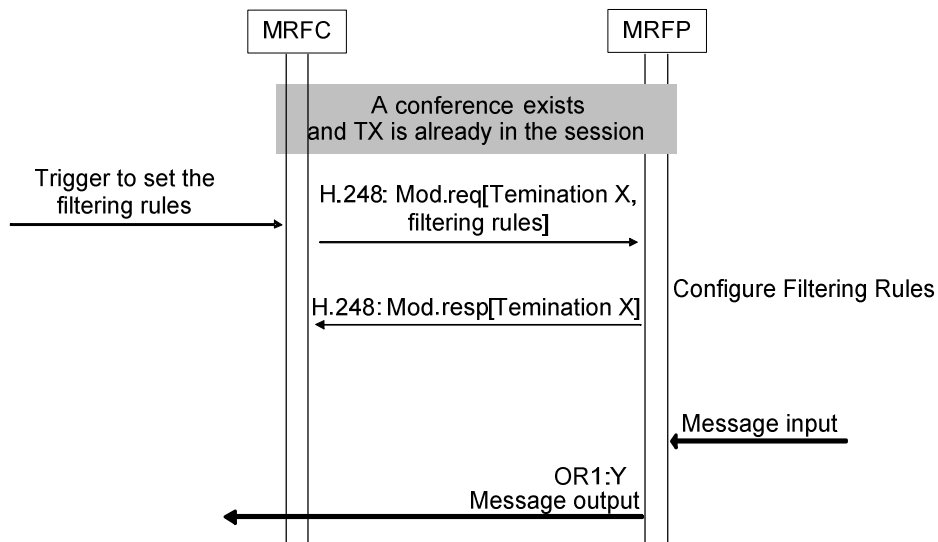 MRFC
MRFP
A conference exists
and TX is already in the session
Trigger to set the
filtering rules
H.248: Mod.req[Temination X,
filtering rules]
Configure Filtering Rules
H.248: Mod.resp[Temination X]
Message input
OR1:Y
Message output